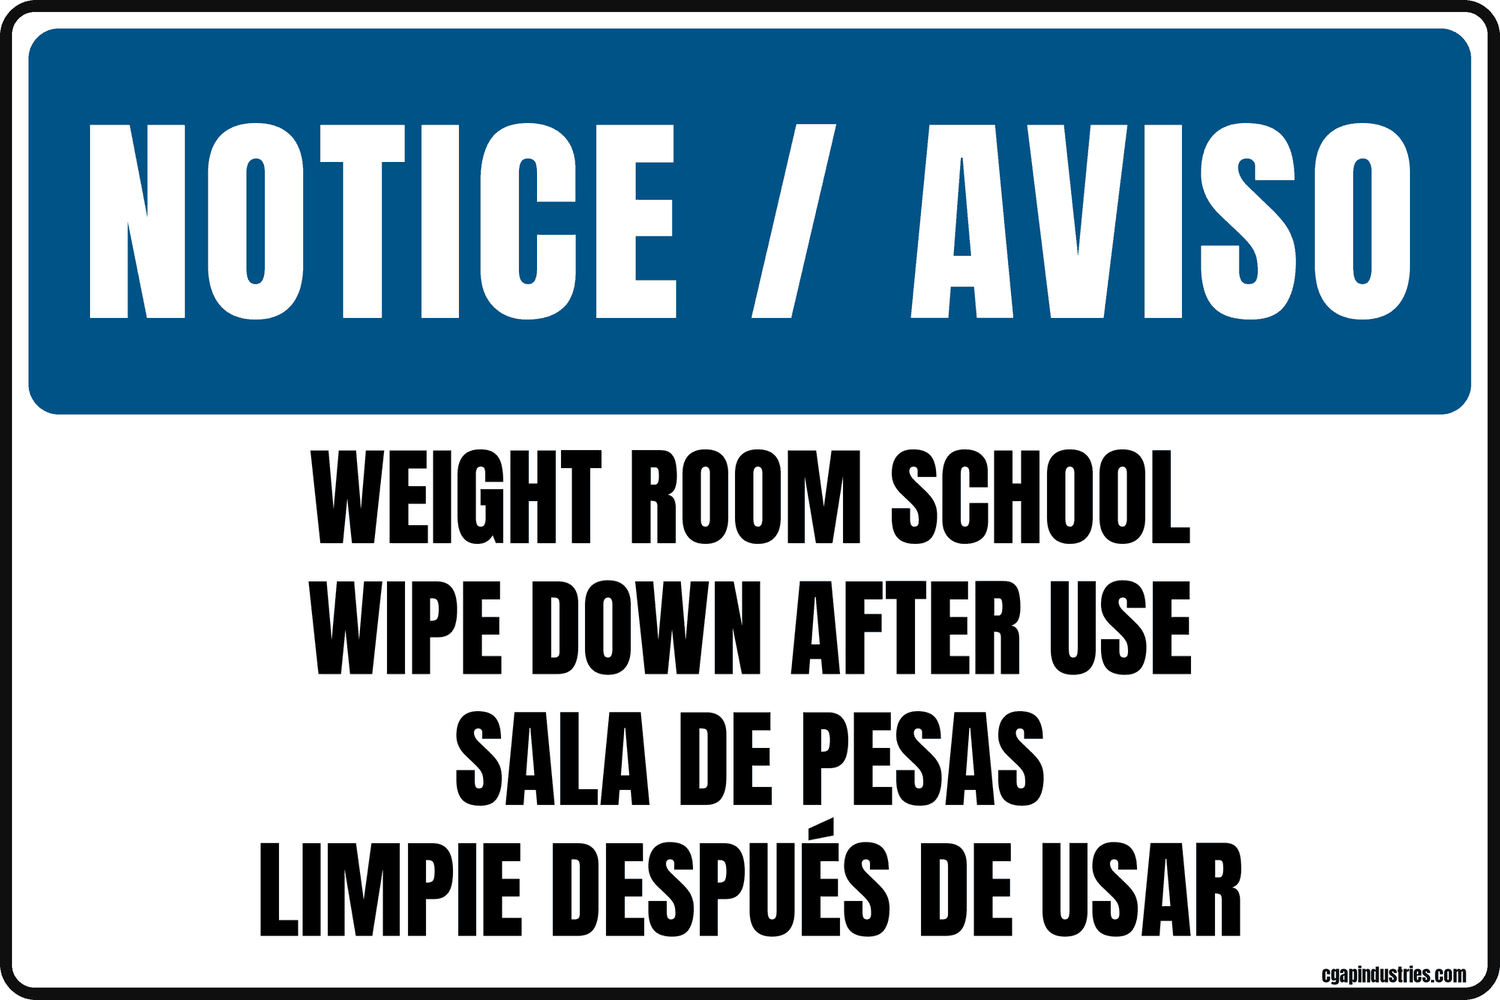 NOTICE / AVISO
WEIGHT ROOM SCHOOL
WIPE DOWN AFTER USE
SALA DE PESAS
LIMPIE DESPUÉS DE USAR
cgapindustries.com